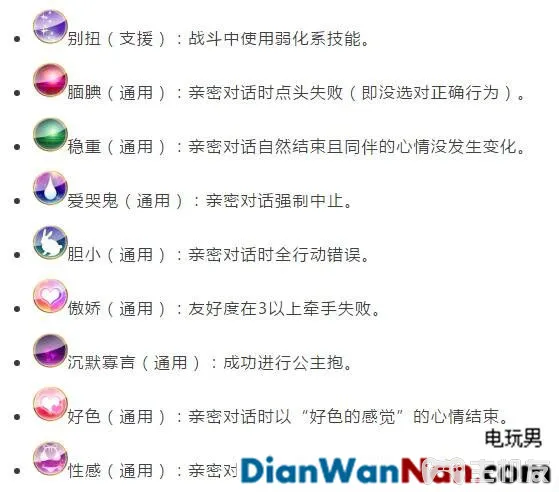 别扭（支援）：战斗中使用弱化系技能。
腼腆（通用）：亲密对话时点头失败（即没选对正确行为）。
稳重（通用）：亲密对话自然结束且同伴的心情没发生变化。
爱哭鬼（通用）：亲密对话强制中止。
胆小（通用）：亲密对话时全行动错误。
傲娇（通用）：友好度在3以上牵手失败。
沉默寡言（通用）：成功进行公主抱。
好色（通用）：亲密对话时以“好色的感觉”的心情结束。
电玩男
性感（通用）：亲密对
DianWanNan.com